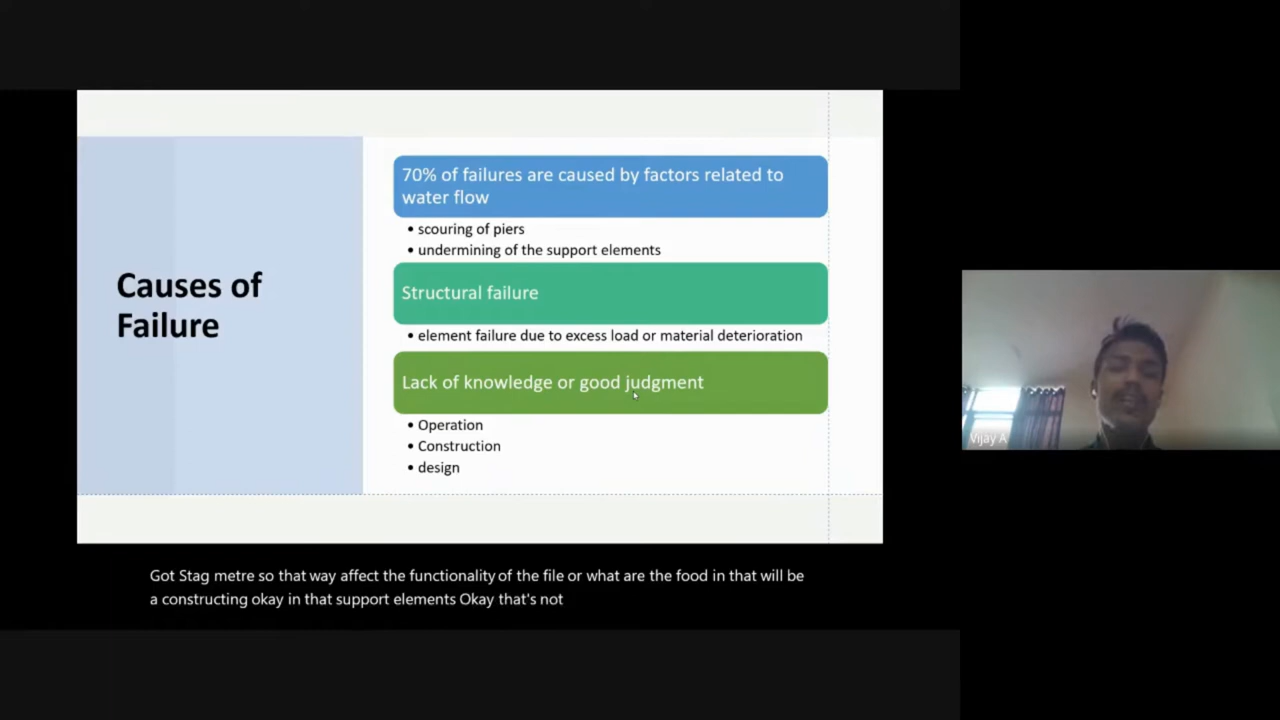 Causes of
Failure
70% of failures are caused by factors related to
water flow
• scouring of piers
• undermining of the support elements
Structural failure
• element failure due to excess load or material deterioration
Lack of knowledge or good judgment
• Operation
• Construction
• design
Vijay A
Got Stag metre so that way affect the functionality of the file or what are the food in that will be
a constructing okay in that support elements Okay that's not